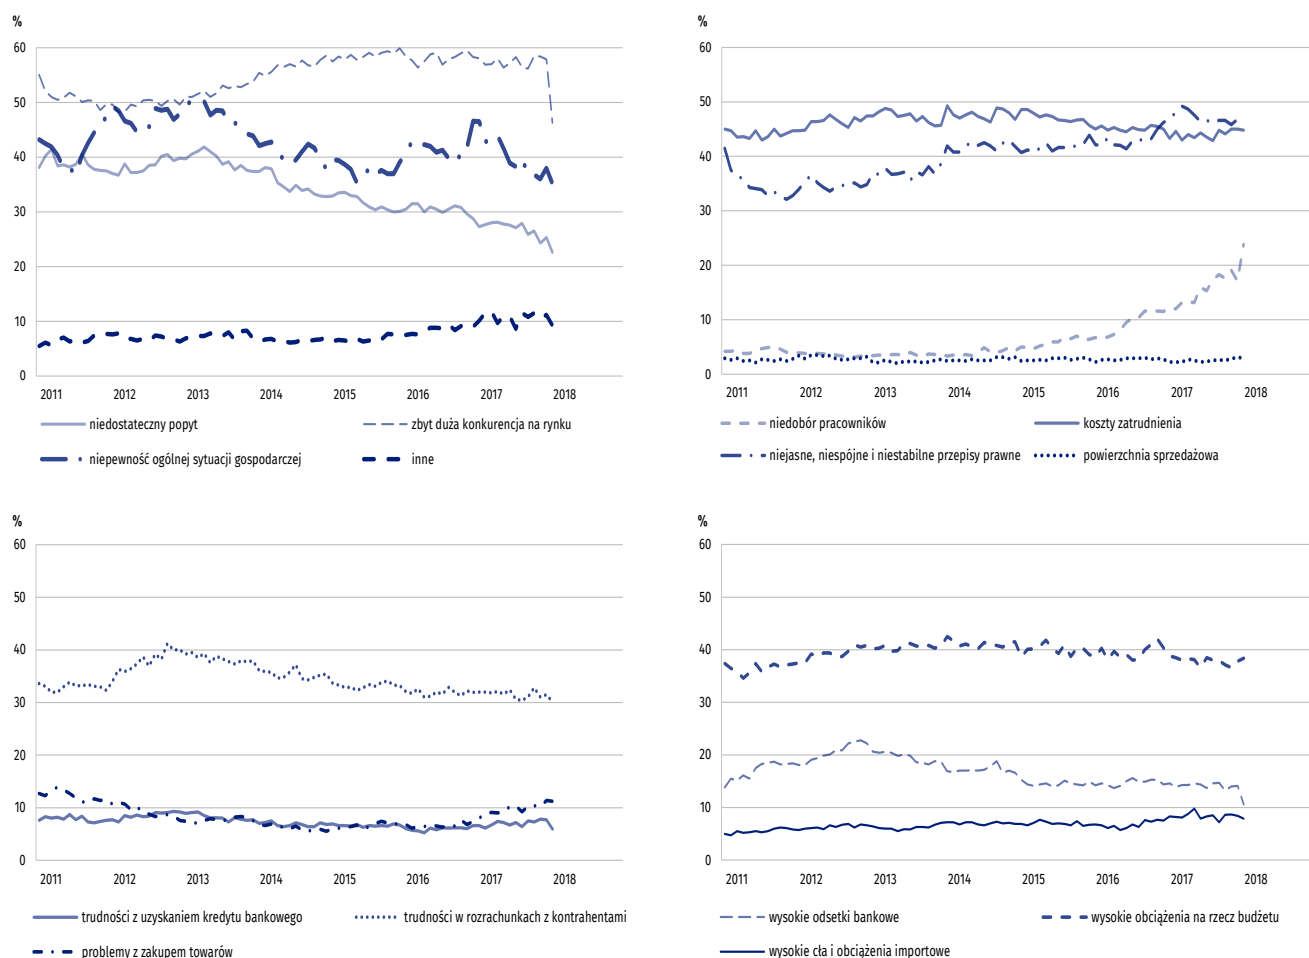 %
60
50
40
30
20
10
0
2011 2012 2013 2014 2015 2016 2017 2018
niedostateczny popyt zbyt duża konkurencja na rynku
niepewność ogólnej sytuacji gospodarczej inne
%
60
50
40
30
20
10
0
2011 2012 2013 2014 2015 2016 2017 2018
niedobór pracowników koszty zatrudnienia
niejasne, niespójne i niestabilne przepisy prawne powierzchnia sprzedażowa
%
60
50
40
30
20
10
0
2011 2012 2013 2014 2015 2016 2017 2018
trudności z uzyskaniem kredytu bankowego trudności w rozrachunkach z kontrahentami
problemy z zakupem towarów
%
60
50
40
30
20
10
0
2011 2012 2013 2014 2015 2016 2017 2018
wysokie odsetki bankowe wysokie obciążenia na rzecz budżetu
wysokie cła i obciążenia importowe